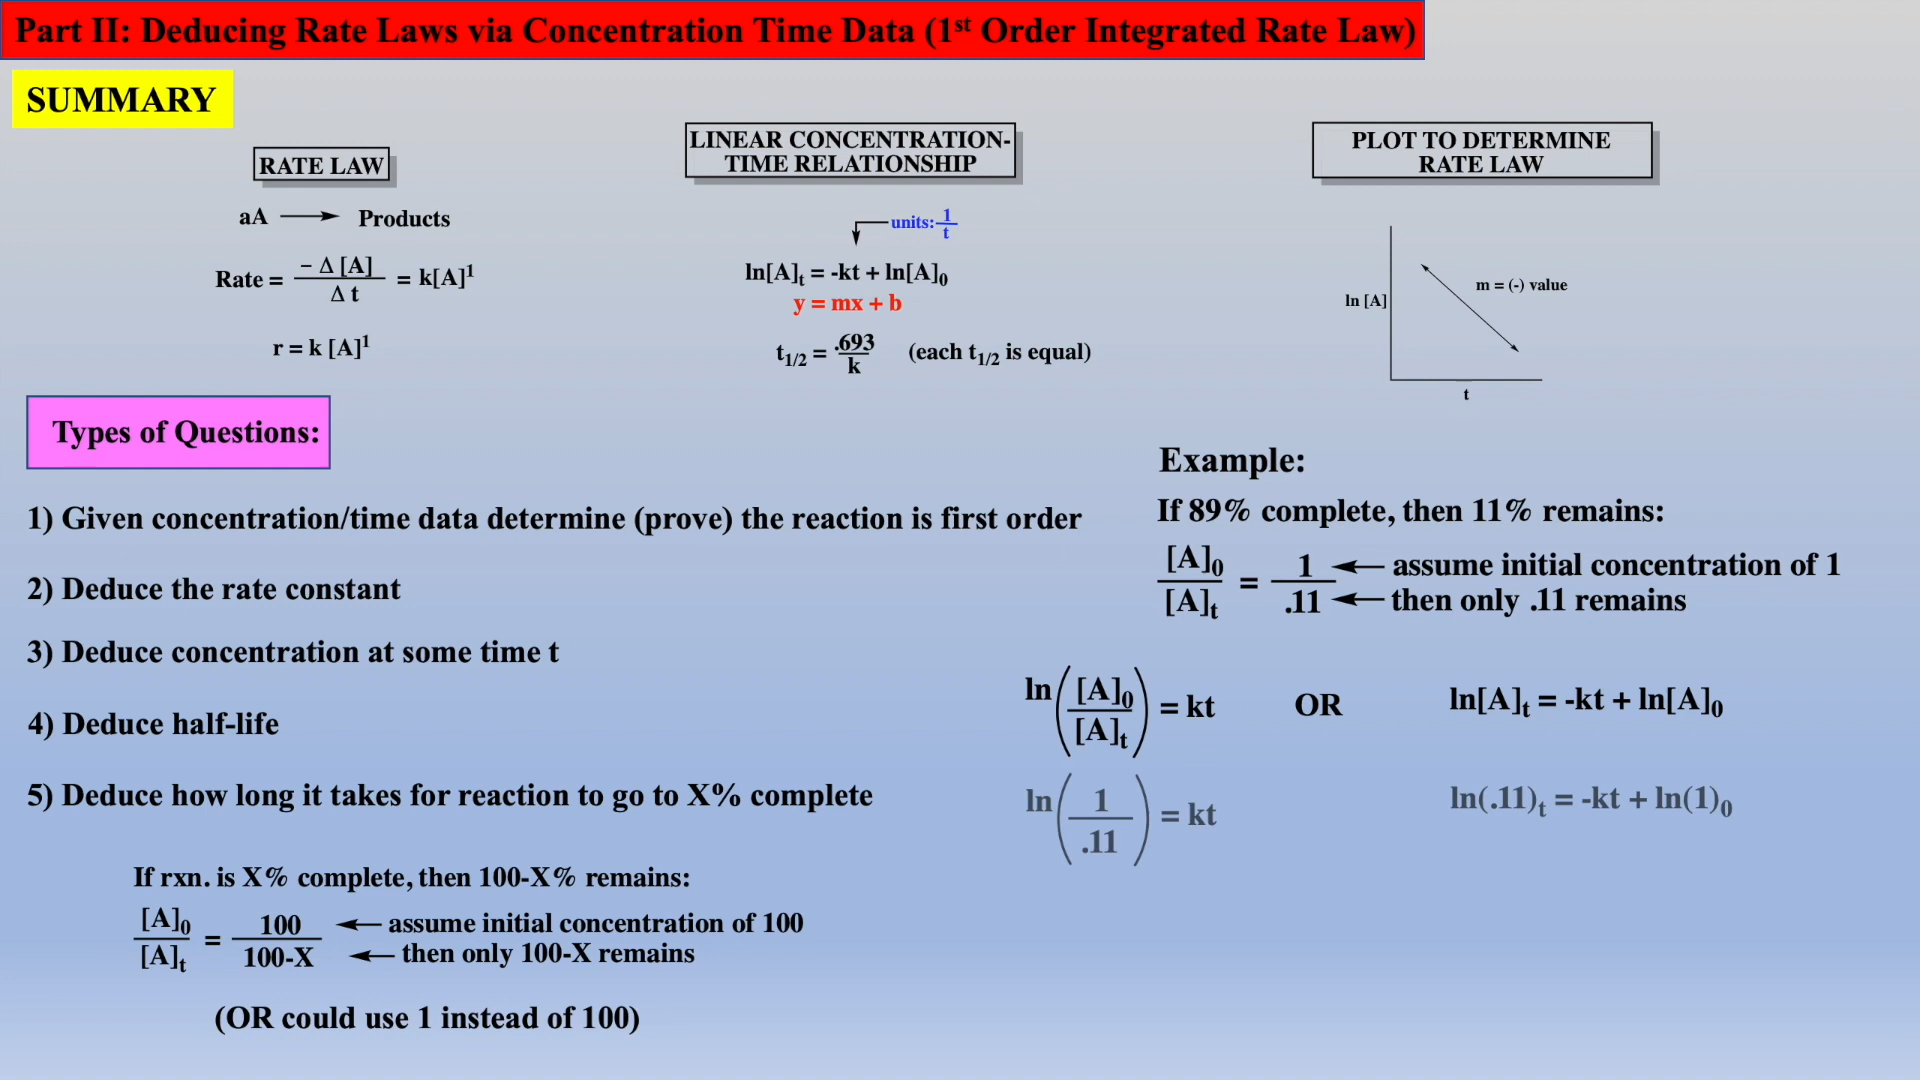 Part II: Deducing Rate Laws via Concentration Time Data (1st Order Integrated Rate Law)
SUMMARY
RATE LAW
aA ⟶ Products
Rate = − Δ [A] / Δ t = k[A]¹
r = k [A]¹
LINEAR CONCENTRATION-
TIME RELATIONSHIP
units: 1/t
ln[A]ₜ = -kt + ln[A]₀
y = mx + b
t₁/₂ = .693/k (each t₁/₂ is equal)
PLOT TO DETERMINE
RATE LAW
ln [A]
m = (-) value
t
Types of Questions:
1) Given concentration/time data determine (prove) the reaction is first order
2) Deduce the rate constant
3) Deduce concentration at some time t
4) Deduce half-life
5) Deduce how long it takes for reaction to go to X% complete
If rxn. is X% complete, then 100-X% remains:
[A]₀ / [A]ₜ = 100 / 100-X
assume initial concentration of 100
then only 100-X remains
(OR could use 1 instead of 100)
Example:
If 89% complete, then 11% remains:
[A]₀ / [A]ₜ = 1 / .11
assume initial concentration of 1
then only .11 remains
ln([A]₀ / [A]ₜ) = kt OR ln[A]ₜ = -kt + ln[A]₀
ln(1 / .11) = kt ln(.11)ₜ = -kt + ln(1)₀